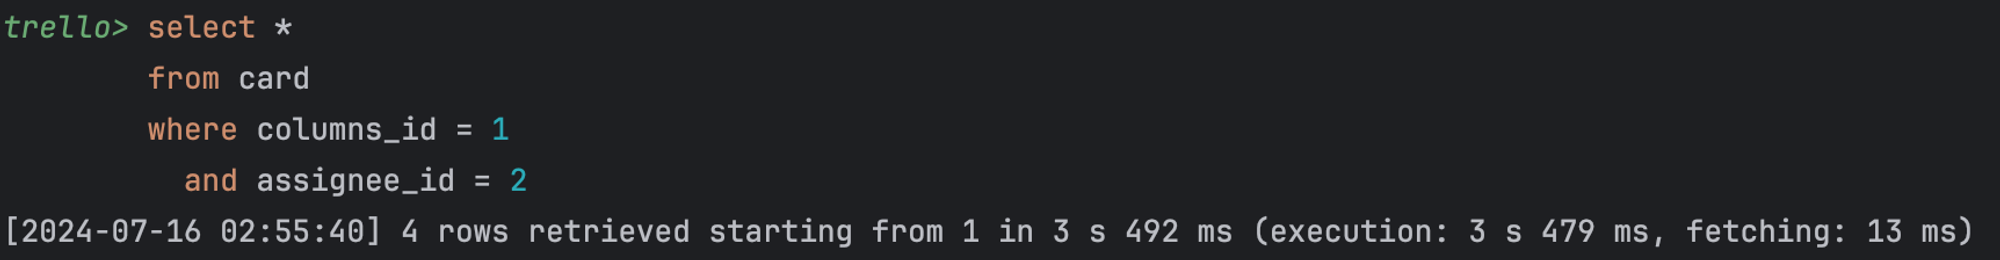 trello> select *
from card
where columns_id = 1
and assignee_id = 2
[2024-07-16 02:55:40] 4 rows retrieved starting from 1 in 3 s 492 ms (execution: 3 s 479 ms, fetching: 13 ms)